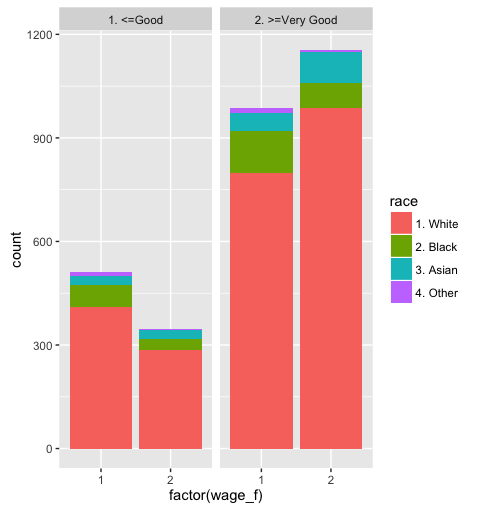 1. <=Good
2. >=Very Good
1200
900
600
300
0
count
1
2
1
2
factor(wage_f)
race
1. White
2. Black
3. Asian
4. Other